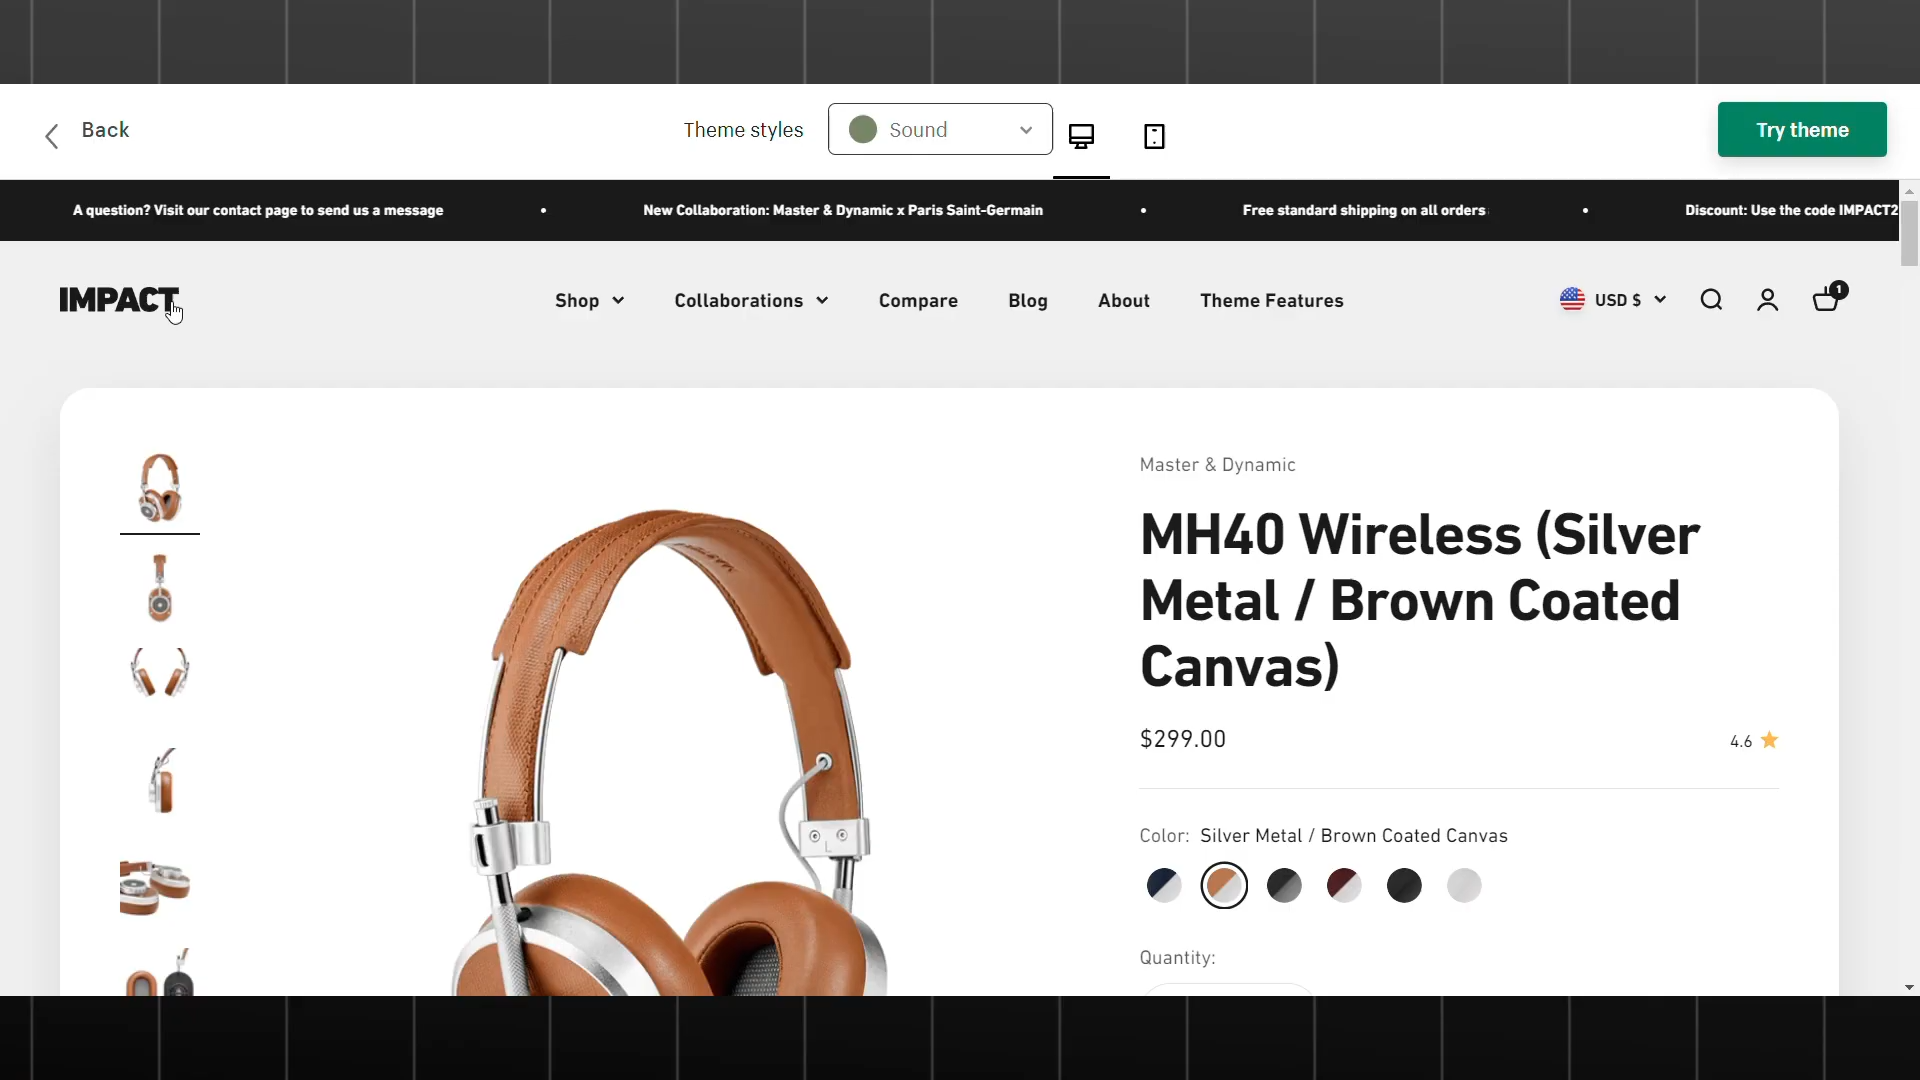 Back
Theme styles
Sound
Try theme
A question? Visit our contact page to send us a message • New Collaboration: Master & Dynamic x Paris Saint-Germain • Free standard shipping on all orders • Discount: Use the code IMPACT2
IMPACT
Shop
Collaborations
Compare
Blog
About
Theme Features
USD $
1
Master & Dynamic
MH40 Wireless (Silver
Metal / Brown Coated
Canvas)
$299.00
4.6
Color: Silver Metal / Brown Coated Canvas
Quantity:
L